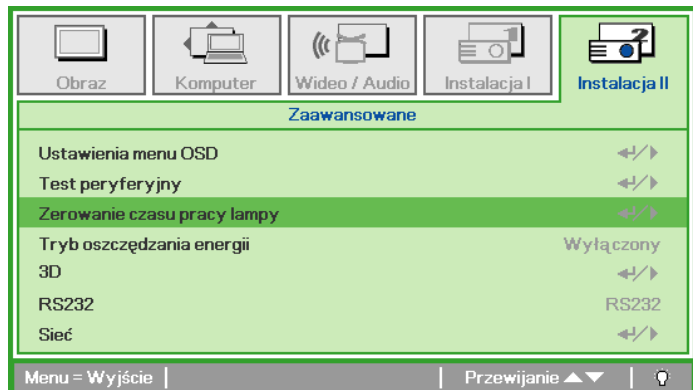 Obraz
Komputer
Wideo / Audio
Instalacja I
Instalacja II
Zaawansowane
Ustawienia menu OSD
Test peryferyjny
Zerowanie czasu pracy lampy
Tryb oszczędzania energii Wyłączony
3D
RS232 RS232
Sieć
Menu = Wyjście Przewijanie